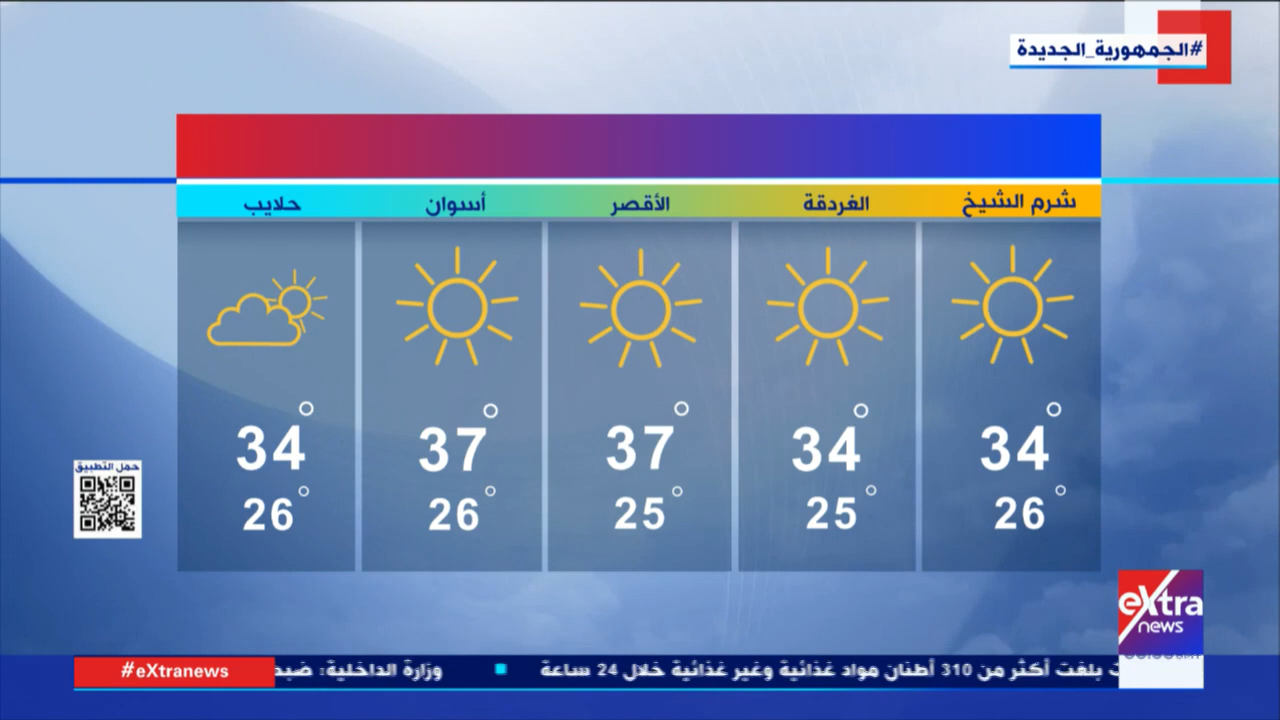 #الجمهورية_الجديدة
شرم الشيخ الغردقة الأقصر أسوان حلايب
34° 34° 37° 37° 34°
26° 25° 25° 26° 26°
حمل التطبيق
eXtra
news
بلغت أكثر من 310 أطنان مواد غذائية وغير غذائية خلال 24 ساعة ■ وزارة الداخلية:
#eXtranews